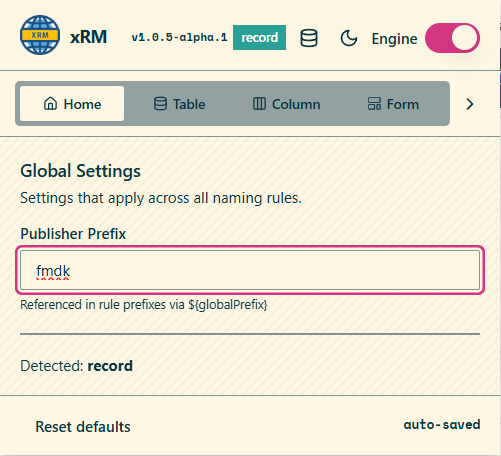 XRM
xRM
v1.0.5-alpha.1
record
Engine
Home
Table
Column
Form
Global Settings
Settings that apply across all naming rules.
Publisher Prefix
fmdk
Referenced in rule prefixes via ${globalPrefix}
Detected: record
Reset defaults
auto-saved